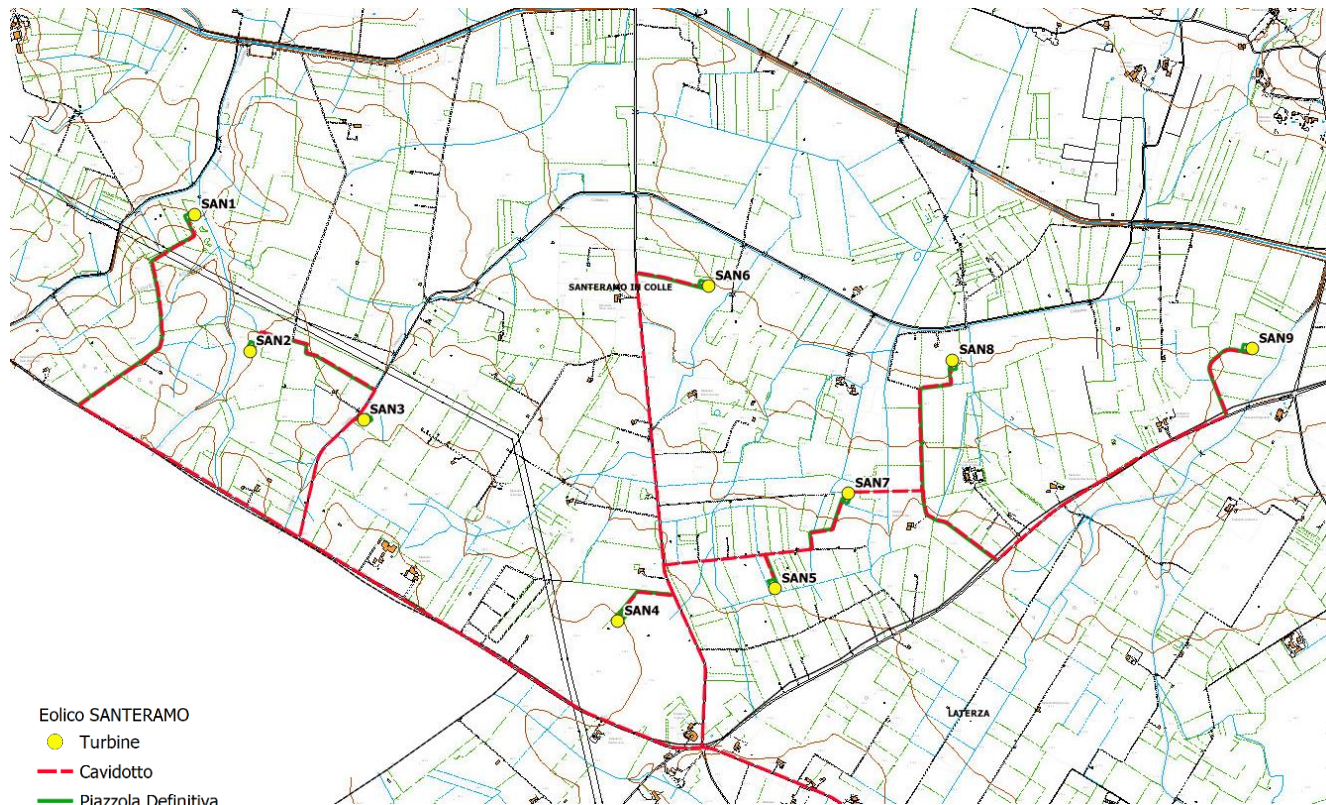 SAN1
SAN6
SANTERAMO IN COLLE
SAN2
SAN8
SAN9
SAN3
SAN7
SAN5
SAN4
LATERZA
Eolico SANTERAMO
Turbine
Cavidotto
Piazzola Definitiva